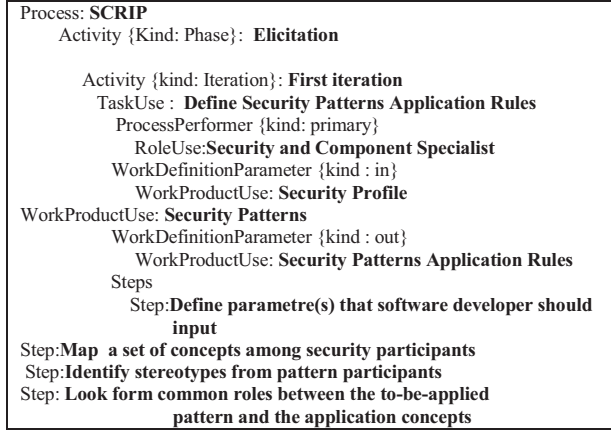 Process: SCRIP
Activity {Kind: Phase}: Elicitation
Activity {kind: Iteration}: First iteration
TaskUse : Define Security Patterns Application Rules
ProcessPerformer {kind: primary}
RoleUse:Security and Component Specialist
WorkDefinitionParameter {kind : in}
WorkProductUse: Security Profile
WorkProductUse: Security Patterns
WorkDefinitionParameter {kind : out}
WorkProductUse: Security Patterns Application Rules
Steps
Step:Define parametre(s) that software developer should
input
Step:Map a set of concepts among security participants
Step:Identify stereotypes from pattern participants
Step: Look form common roles between the to-be-applied
pattern and the application concepts